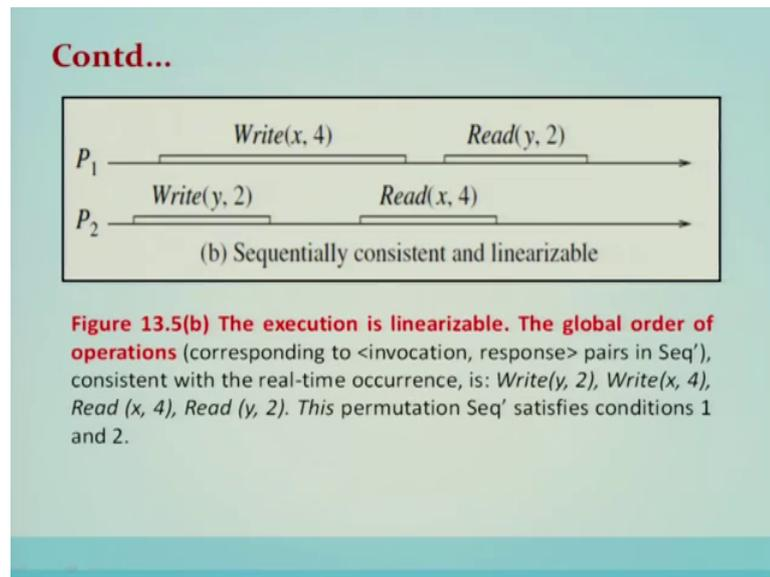 Contd...
Write(x, 4) Read(y, 2)
P1
Write(y, 2) Read(x, 4)
P2
(b) Sequentially consistent and linearizable
Figure 13.5(b) The execution is linearizable. The global order of
operations (corresponding to <invocation, response> pairs in Seq′),
consistent with the real-time occurrence, is: Write(y, 2), Write(x, 4),
Read (x, 4), Read (y, 2). This permutation Seq′ satisfies conditions 1
and 2.